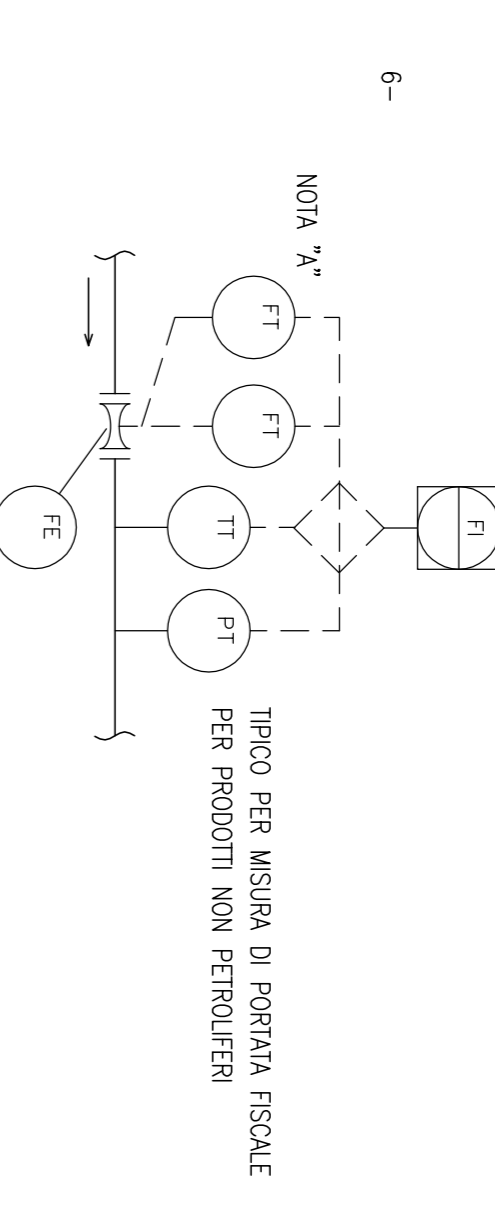 6-
NOTA "A"
FT
FT
TT
PT
FI
FE
TIPICO PER MISURA DI PORTATA FISCALE
PER PRODOTTI NON PETROLIFERI